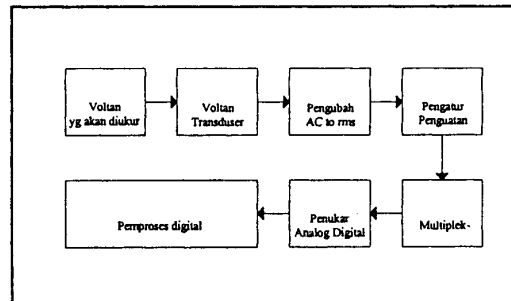 Voltan
yg akan diukur
Voltan
Transduser
Pengubah
AC to rms
Pengatur
Penguatan
Pemproses digital
Penukar
Analog Digital
Multiplek-